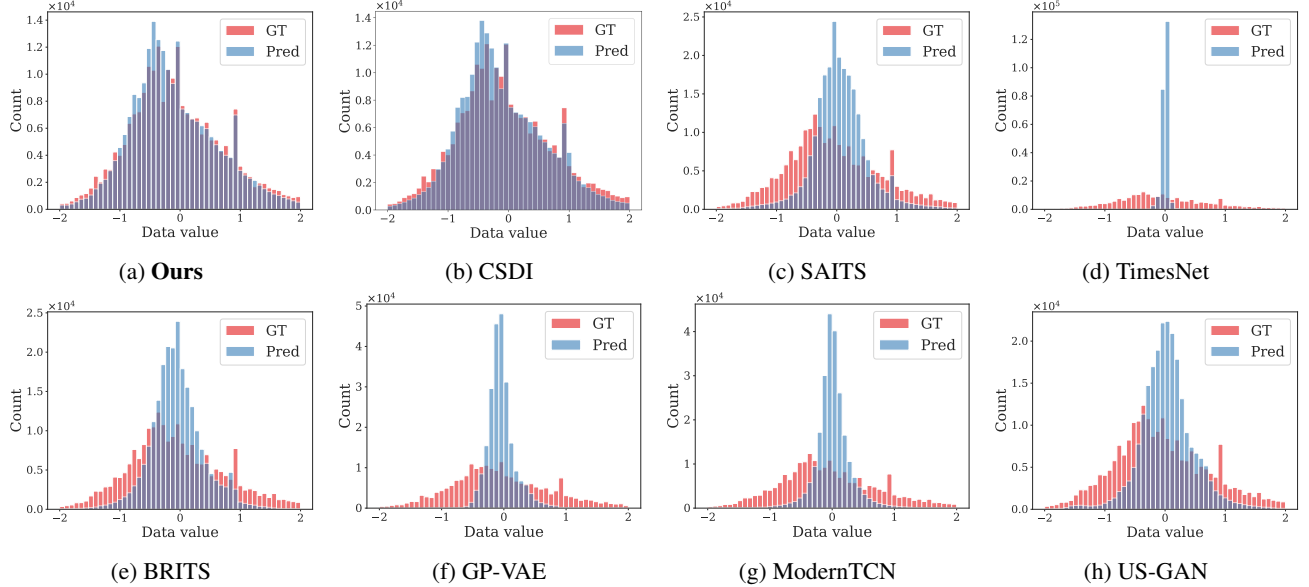 ×10⁴
1.4
1.2
1.0
0.8
0.6
0.4
0.2
0.0
Count
GT
Pred
−2 −1 0 1 2
Data value
(a) Ours
×10⁴
1.4
1.2
1.0
0.8
0.6
0.4
0.2
0.0
Count
GT
Pred
−2 −1 0 1 2
Data value
(b) CSDI
×10⁴
2.5
2.0
1.5
1.0
0.5
0.0
Count
GT
Pred
−2 −1 0 1 2
Data value
(c) SAITS
×10⁵
1.2
1.0
0.8
0.6
0.4
0.2
0.0
Count
GT
Pred
−2 −1 0 1 2
Data value
(d) TimesNet
×10⁴
2.5
2.0
1.5
1.0
0.5
0.0
Count
GT
Pred
−2 −1 0 1 2
Data value
(e) BRITS
×10⁴
5
4
3
2
1
0
Count
GT
Pred
−2 −1 0 1 2
Data value
(f) GP-VAE
×10⁴
4
3
2
1
0
Count
GT
Pred
−2 −1 0 1 2
Data value
(g) ModernTCN
×10⁴
2.0
1.5
1.0
0.5
0.0
Count
GT
Pred
−2 −1 0 1 2
Data value
(h) US-GAN